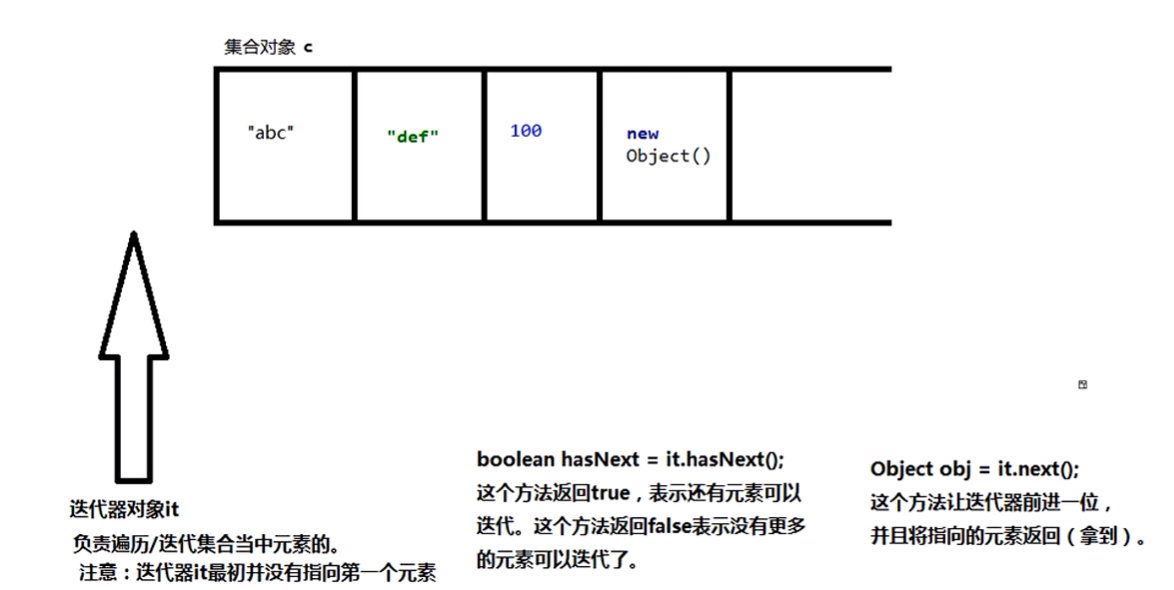 集合对象 c
"abc"
"def"
100
new
Object()
迭代器对象it
负责遍历/迭代集合当中元素的。
注意：迭代器it最初并没有指向第一个元素
boolean hasNext = it.hasNext();
这个方法返回true，表示还有元素可以
迭代。这个方法返回false表示没有更多
的元素可以迭代了。
Object obj = it.next();
这个方法让迭代器前进一位，
并且将指向的元素返回（拿到）。